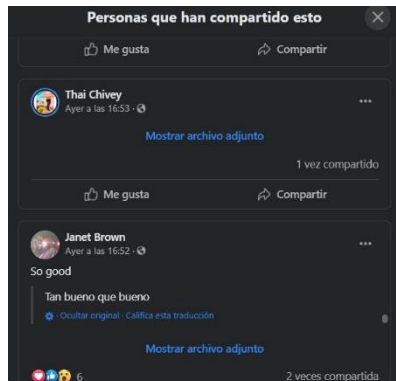 Personas que han compartido esto
Me gusta Compartir
Thai Chivey
Ayer a las 16:53 ·
Mostrar archivo adjunto
1 vez compartido
Me gusta Compartir
Janet Brown
Ayer a las 16:52 ·
So good
Tan bueno que bueno
· Ocultar original · Califica esta traducción
Mostrar archivo adjunto
6 2 veces compartida